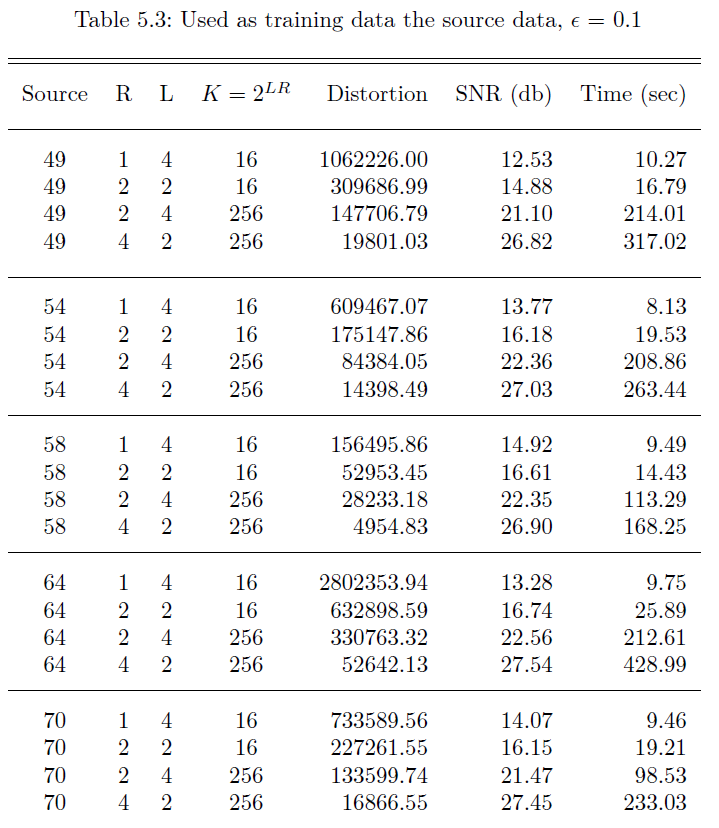 Table 5.3: Used as training data the source data, ϵ = 0.1
Source R L K = 2^{LR} Distortion SNR (db) Time (sec)
49 1 4 16 1062226.00 12.53 10.27
49 2 2 16 309686.99 14.88 16.79
49 2 4 256 147706.79 21.10 214.01
49 4 2 256 19801.03 26.82 317.02
54 1 4 16 609467.07 13.77 8.13
54 2 2 16 175147.86 16.18 19.53
54 2 4 256 84384.05 22.36 208.86
54 4 2 256 14398.49 27.03 263.44
58 1 4 16 156495.86 14.92 9.49
58 2 2 16 52953.45 16.61 14.43
58 2 4 256 28233.18 22.35 113.29
58 4 2 256 4954.83 26.90 168.25
64 1 4 16 2802353.94 13.28 9.75
64 2 2 16 632898.59 16.74 25.89
64 2 4 256 330763.32 22.56 212.61
64 4 2 256 52642.13 27.54 428.99
70 1 4 16 733589.56 14.07 9.46
70 2 2 16 227261.55 16.15 19.21
70 2 4 256 133599.74 21.47 98.53
70 4 2 256 16866.55 27.45 233.03